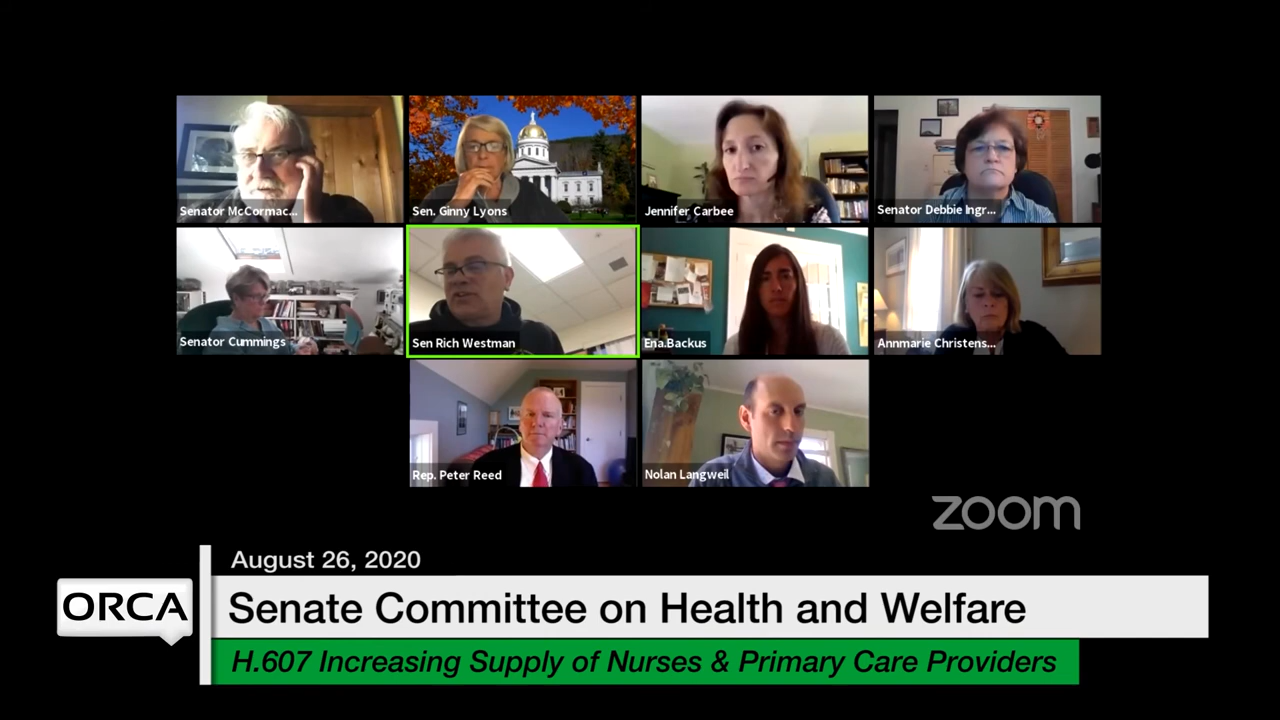 Senator McCormac...
Sen. Ginny Lyons
Jennifer Carbee
Senator Debbie Ingr...
Senator Cummings
Sen Rich Westman
Ena.Backus
Annmarie Christens...
Rep. Peter Reed
Nolan Langweil
zoom
August 26, 2020
ORCA
Senate Committee on Health and Welfare
H.607 Increasing Supply of Nurses & Primary Care Providers